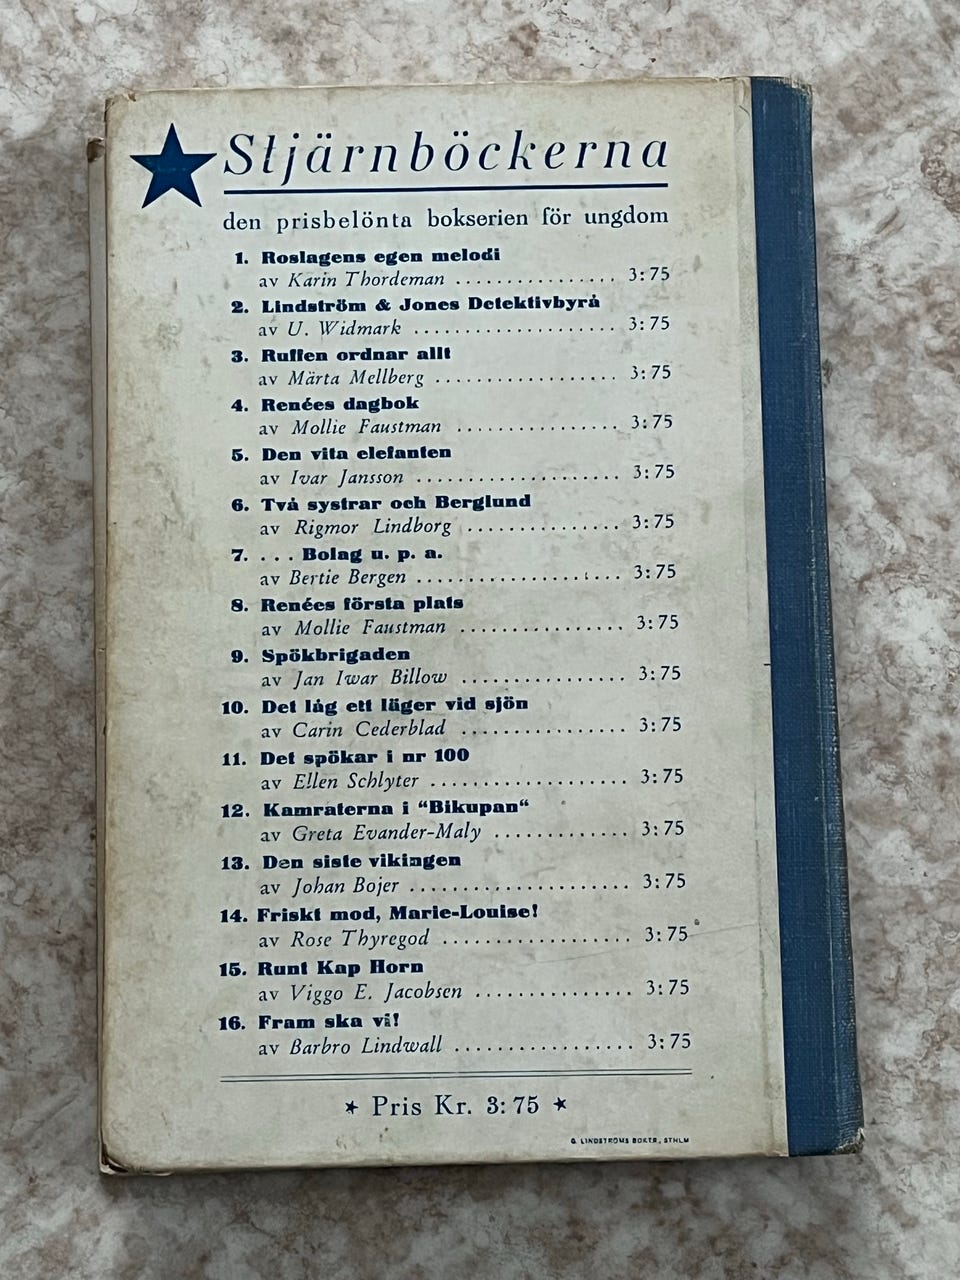 Stjärnböckerna
den prisbelönta bokserien för ungdom
1. Roslagens egen melodi
av Karin Thordeman ................ 3:75
2. Lindström & Jones Detektivbyrå
av U. Widmark .................... 3:75
3. Ruffen ordnar allt
av Märta Mellberg .................. 3:75
4. Renées dagbok
av Mollie Faustman ................ 3:75
5. Den vita elefanten
av Ivar Jansson .................... 3:75
6. Två systrar och Berglund
av Rigmor Lindborg ............... 3:75
7. . . . Bolag u. p. a.
av Bertie Bergen .................... 3:75
8. Renées första plats
av Mollie Faustman ................ 3:75
9. Spökbrigaden
av Jan Iwar Billow ................ 3:75
10. Det låg ett läger vid sjön
av Carin Cederblad ................ 3:75
11. Det spökar i nr 100
av Ellen Schlyter ................... 3:75
12. Kamraterna i “Bikupan“
av Greta Evander-Maly ............. 3:75
13. Den siste vikingen
av Johan Bojer ..................... 3:75
14. Friskt mod, Marie-Louise!
av Rose Thyregod .................. 3:75
15. Runt Kap Horn
av Viggo E. Jacobsen ............... 3:75
16. Fram ska vi!
av Barbro Lindwall ................. 3:75
★ Pris Kr. 3:75 ★
G. LINDSTRÖMS BOKTR., STHLM